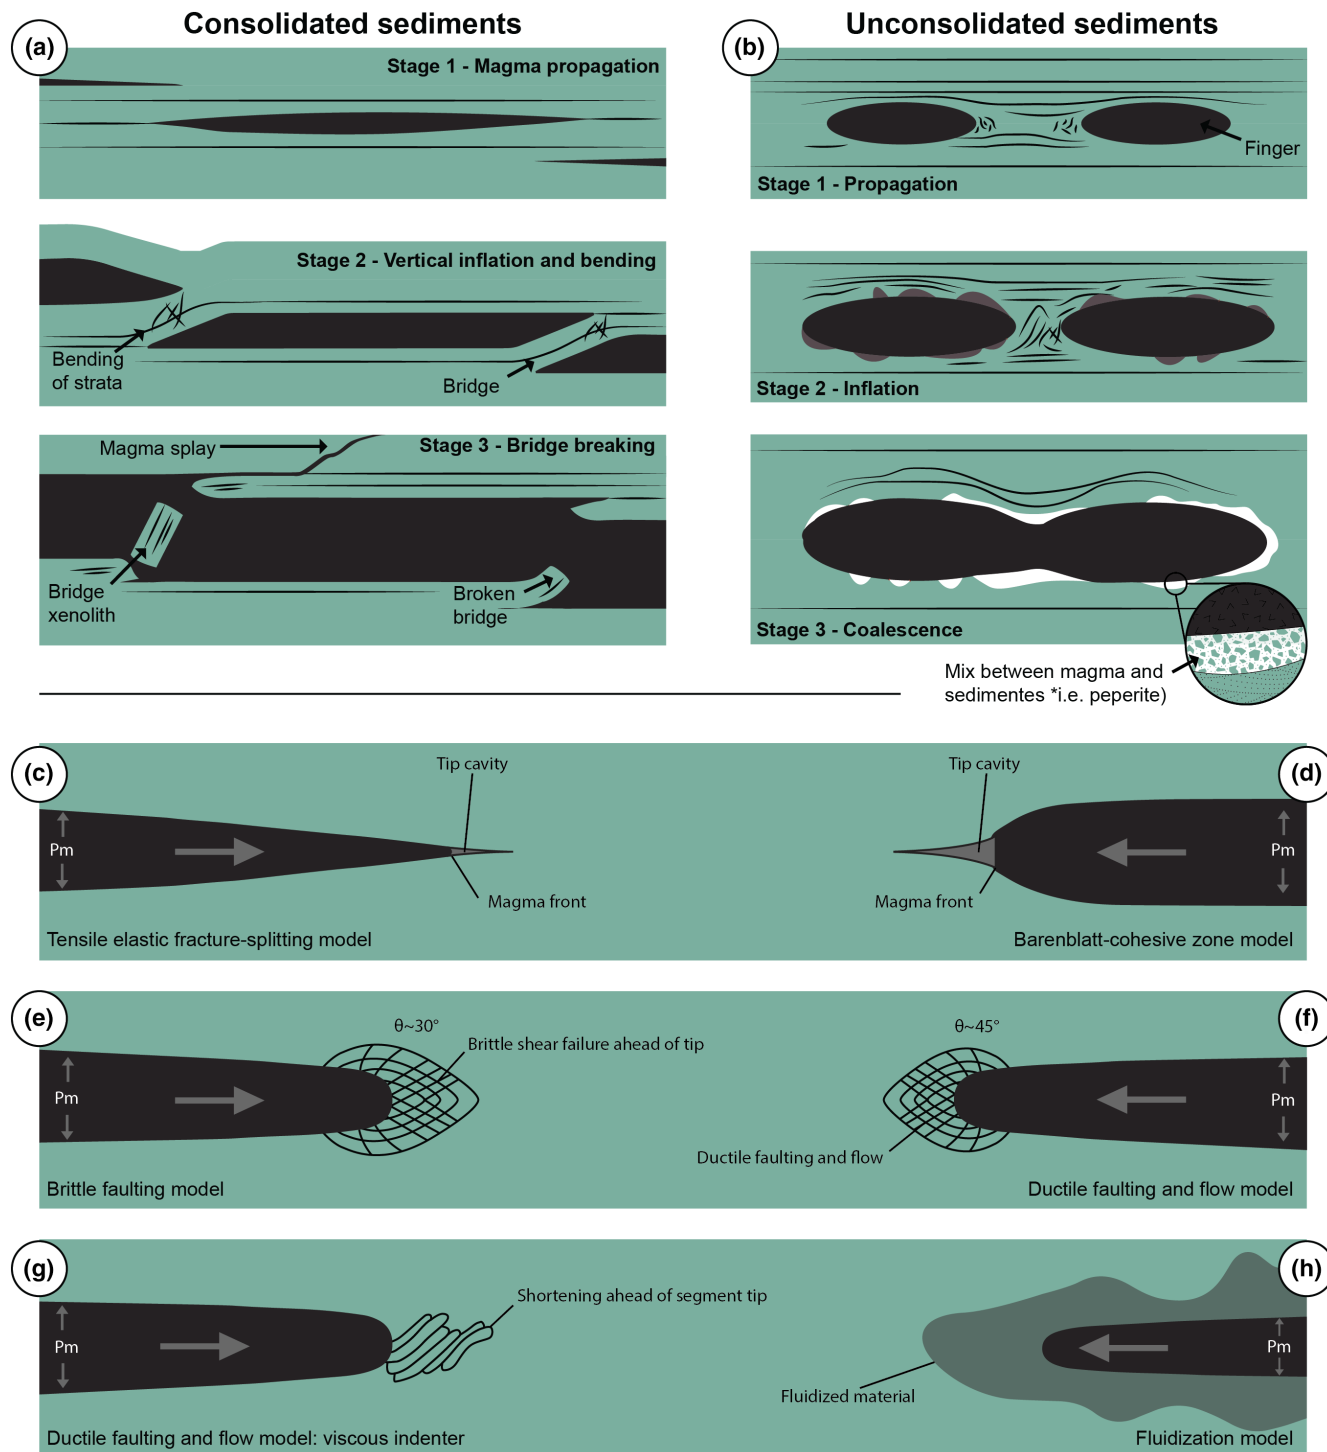 Consolidated sediments
Unconsolidated sediments
(a)
Stage 1 - Magma propagation
Stage 2 - Vertical inflation and bending
Bending
of strata
Bridge
Magma splay
Stage 3 - Bridge breaking
Bridge
xenolith
Broken
bridge
(b)
Finger
Stage 1 - Propagation
Stage 2 - Inflation
Stage 3 - Coalescence
Mix between magma and
sedimentes *i.e. peperite)
(c)
Tip cavity
Pm
Magma front
Tensile elastic fracture-splitting model
(d)
Tip cavity
Pm
Magma front
Barenblatt-cohesive zone model
(e)
θ~30°
Brittle shear failure ahead of tip
Pm
Brittle faulting model
(f)
θ~45°
Pm
Ductile faulting and flow
Ductile faulting and flow model
(g)
Shortening ahead of segment tip
Pm
Ductile faulting and flow model: viscous indenter
(h)
Pm
Fluidized material
Fluidization model